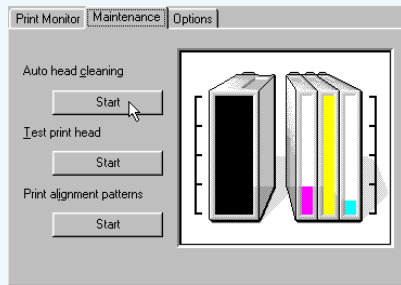 Print Monitor Maintenance Options
Auto head cleaning
Start
Test print head
Start
Print alignment patterns
Start